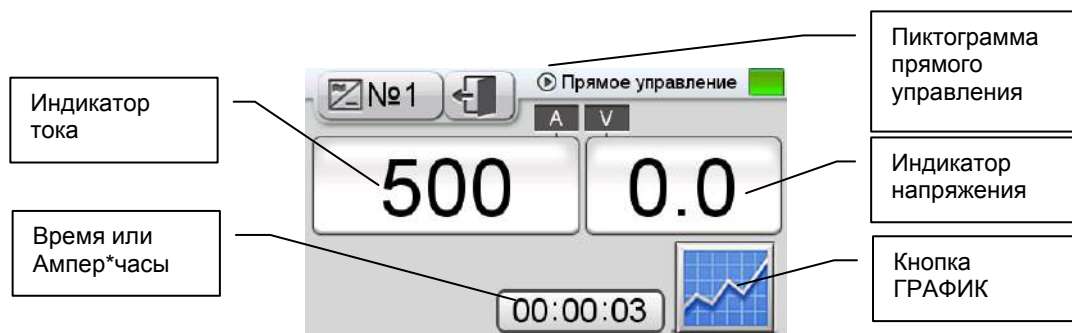 Пиктограмма
прямого
управления
Индикатор
тока
№1
Прямое управление
A V
500 0.0
Индикатор
напряжения
Время или
Ампер*часы
00:00:03
Кнопка
ГРАФИК